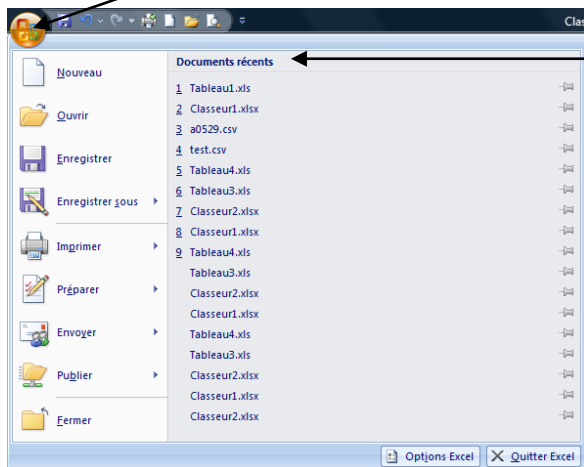 Clas
Nouveau
Ouvrir
Enregistrer
Enregistrer sous
Imprimer
Préparer
Envoyer
Publier
Fermer
Documents récents
1 Tableau1.xls
2 Classeur1.xlsx
3 a0529.csv
4 test.csv
5 Tableau4.xls
6 Tableau3.xls
7 Classeur2.xlsx
8 Classeur1.xlsx
9 Tableau4.xls
Tableau3.xls
Classeur2.xlsx
Classeur1.xlsx
Tableau4.xls
Tableau3.xls
Classeur2.xlsx
Classeur1.xlsx
Classeur2.xlsx
Options Excel
Quitter Excel